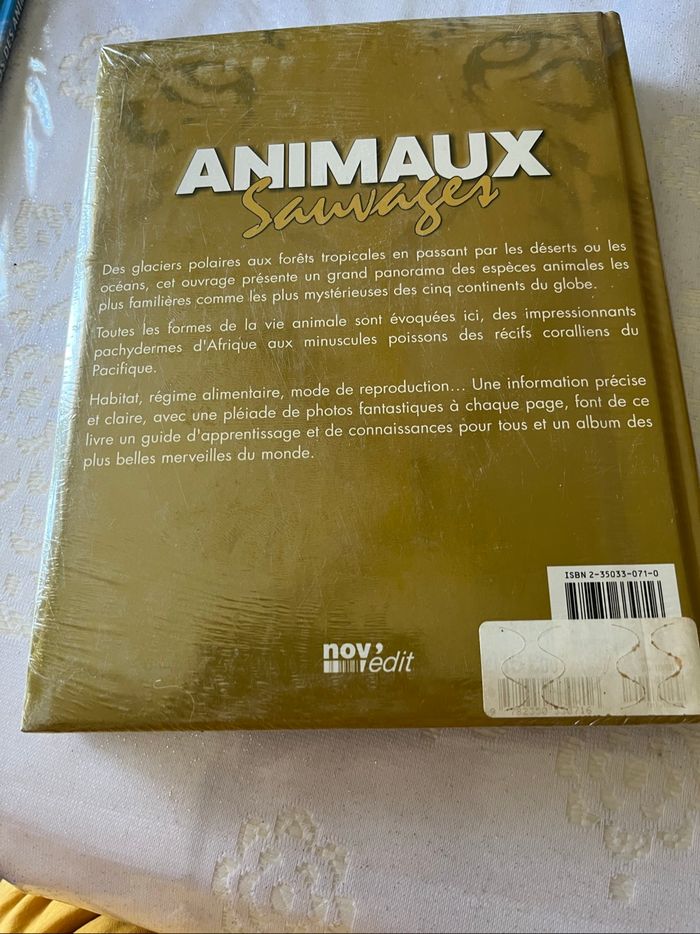 ANIMAUX
Sauvages
Des glaciers polaires aux forêts tropicales en passant par les déserts ou les
océans, cet ouvrage présente un grand panorama des espèces animales les
plus familières comme les plus mystérieuses des cinq continents du globe.
Toutes les formes de la vie animale sont évoquées ici, des impressionnants
pachydermes d'Afrique aux minuscules poissons des récifs coralliens du
Pacifique.
Habitat, régime alimentaire, mode de reproduction... Une information précise
et claire, avec une pléiade de photos fantastiques à chaque page, font de ce
livre un guide d'apprentissage et de connaissances pour tous et un album des
plus belles merveilles du monde.
ISBN 2-35033-071-0
nov'
édit